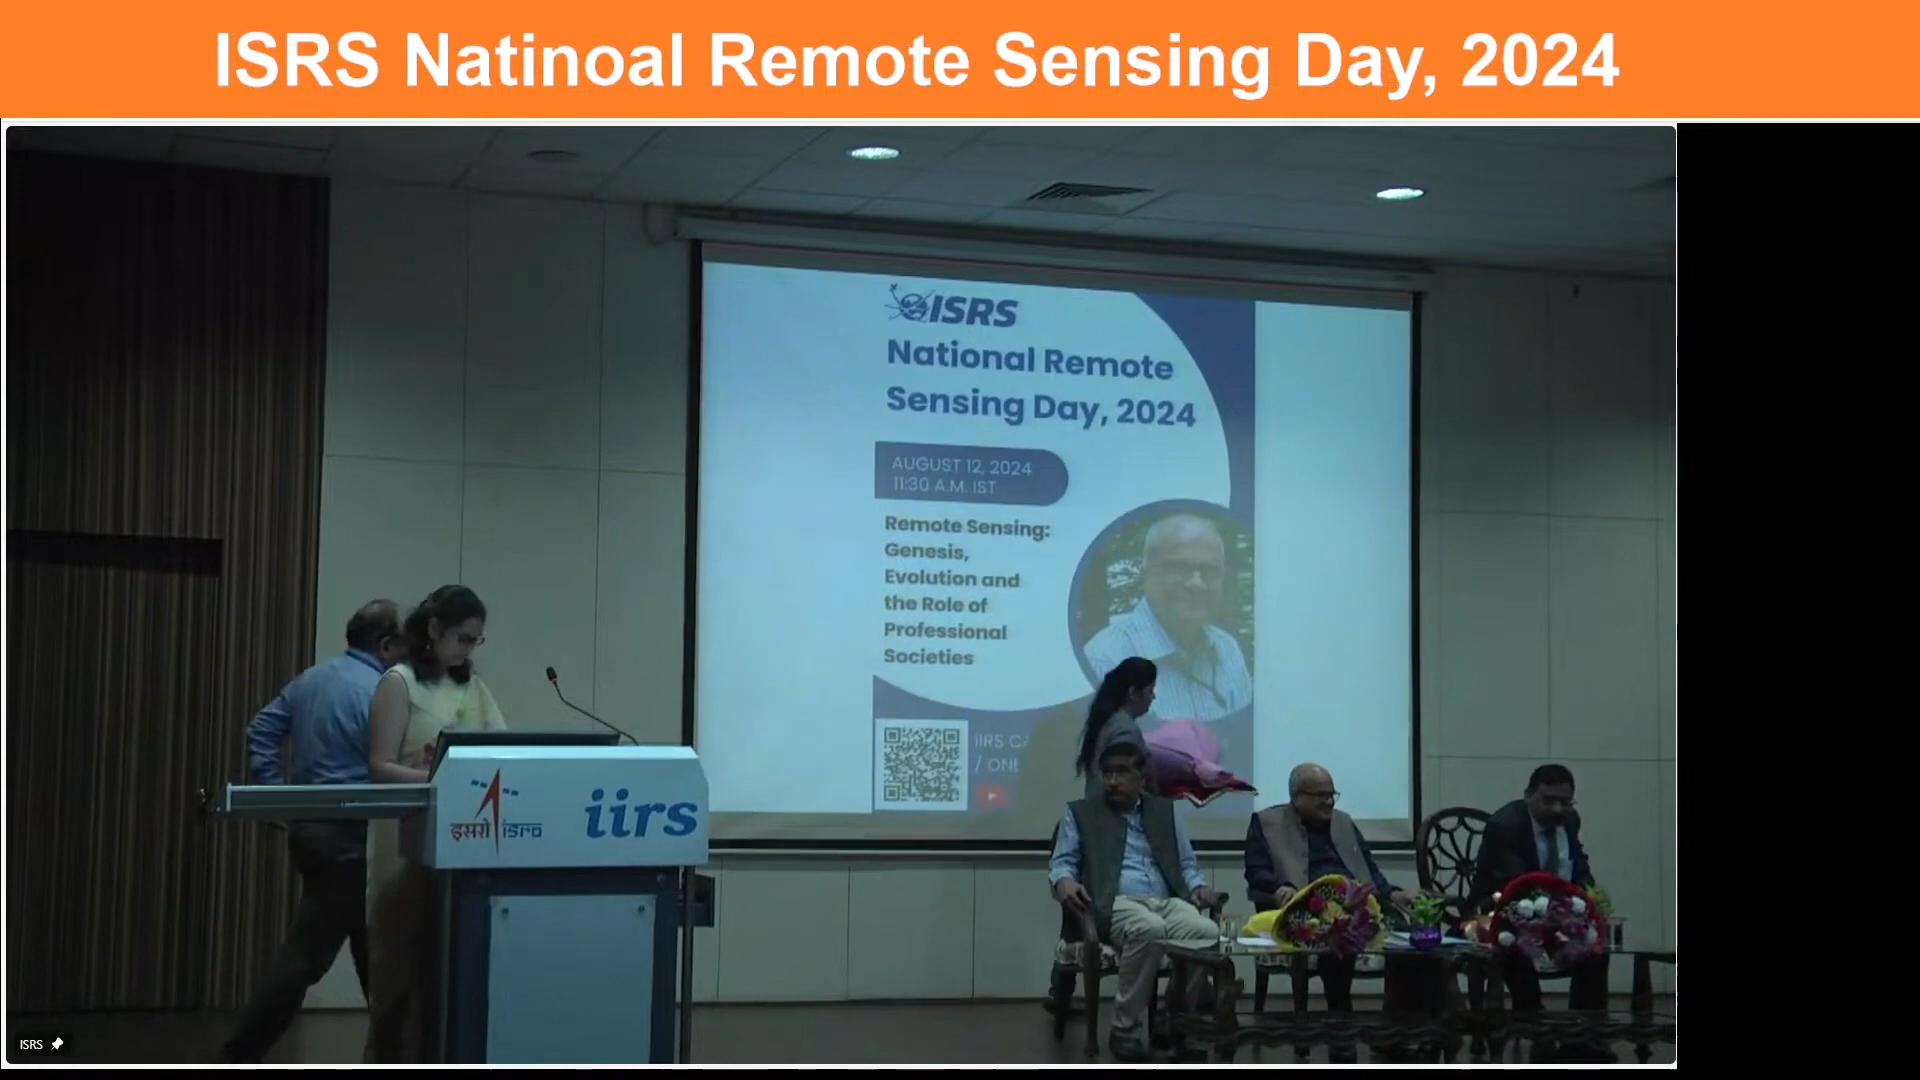 ISRS Natinoal Remote Sensing Day, 2024
ISRS
National Remote
Sensing Day, 2024
AUGUST 12, 2024
11:30 A.M. IST
Remote Sensing:
Genesis,
Evolution and
the Role of
Professional
Societies
IIRS
/
इसरो isro
iirs
ISRS